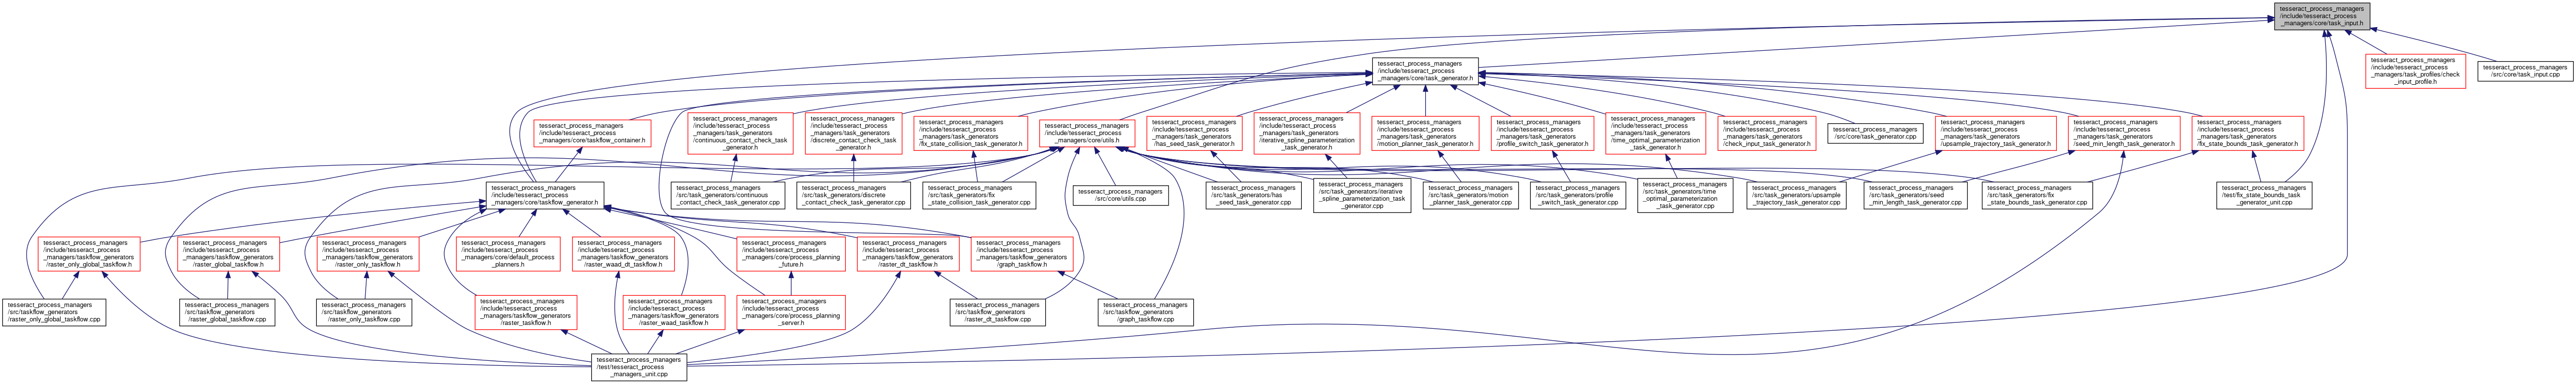 tesseract_process_managers
/include/tesseract_process
_managers/core/task_input.h
tesseract_process_managers
/include/tesseract_process
_managers/core/task_generator.h
tesseract_process_managers
/include/tesseract_process
_managers/task_profiles/check
_input_profile.h
tesseract_process_managers
/src/core/task_input.cpp
tesseract_process_managers
/include/tesseract_process
_managers/core/taskflow_container.h
tesseract_process_managers
/include/tesseract_process
_managers/task_generators
/continuous_contact_check_task
_generator.h
tesseract_process_managers
/include/tesseract_process
_managers/task_generators
/discrete_contact_check_task
_generator.h
tesseract_process_managers
/include/tesseract_process
_managers/task_generators
/fix_state_collision_task_generator.h
tesseract_process_managers
/include/tesseract_process
_managers/core/utils.h
tesseract_process_managers
/include/tesseract_process
_managers/task_generators
/has_seed_task_generator.h
tesseract_process_managers
/include/tesseract_process
_managers/task_generators
/iterative_spline_parameterization
_task_generator.h
tesseract_process_managers
/include/tesseract_process
_managers/task_generators
/motion_planner_task_generator.h
tesseract_process_managers
/include/tesseract_process
_managers/task_generators
/profile_switch_task_generator.h
tesseract_process_managers
/include/tesseract_process
_managers/task_generators
/time_optimal_parameterization
_task_generator.h
tesseract_process_managers
/include/tesseract_process
_managers/task_generators
/check_input_task_generator.h
tesseract_process_managers
/src/core/task_generator.cpp
tesseract_process_managers
/include/tesseract_process
_managers/task_generators
/upsample_trajectory_task_generator.h
tesseract_process_managers
/include/tesseract_process
_managers/task_generators
/seed_min_length_task_generator.h
tesseract_process_managers
/include/tesseract_process
_managers/task_generators
/fix_state_bounds_task_generator.h
tesseract_process_managers
/include/tesseract_process
_managers/core/taskflow_generator.h
tesseract_process_managers
/src/task_generators/continuous
_contact_check_task_generator.cpp
tesseract_process_managers
/src/task_generators/discrete
_contact_check_task_generator.cpp
tesseract_process_managers
/src/task_generators/fix
_state_collision_task_generator.cpp
tesseract_process_managers
/src/core/utils.cpp
tesseract_process_managers
/src/task_generators/has
_seed_task_generator.cpp
tesseract_process_managers
/src/task_generators/iterative
_spline_parameterization_task
_generator.cpp
tesseract_process_managers
/src/task_generators/motion
_planner_task_generator.cpp
tesseract_process_managers
/src/task_generators/profile
_switch_task_generator.cpp
tesseract_process_managers
/src/task_generators/time
_optimal_parameterization
_task_generator.cpp
tesseract_process_managers
/src/task_generators/upsample
_trajectory_task_generator.cpp
tesseract_process_managers
/src/task_generators/seed
_min_length_task_generator.cpp
tesseract_process_managers
/src/task_generators/fix
_state_bounds_task_generator.cpp
tesseract_process_managers
/test/fix_state_bounds_task
_generator_unit.cpp
tesseract_process_managers
/include/tesseract_process
_managers/taskflow_generators
/raster_only_global_taskflow.h
tesseract_process_managers
/include/tesseract_process
_managers/taskflow_generators
/raster_global_taskflow.h
tesseract_process_managers
/include/tesseract_process
_managers/taskflow_generators
/raster_only_taskflow.h
tesseract_process_managers
/include/tesseract_process
_managers/core/default_process
_planners.h
tesseract_process_managers
/include/tesseract_process
_managers/taskflow_generators
/raster_waad_dt_taskflow.h
tesseract_process_managers
/include/tesseract_process
_managers/core/process_planning
_future.h
tesseract_process_managers
/include/tesseract_process
_managers/taskflow_generators
/raster_dt_taskflow.h
tesseract_process_managers
/include/tesseract_process
_managers/taskflow_generators
/graph_taskflow.h
tesseract_process_managers
/src/taskflow_generators
/raster_only_global_taskflow.cpp
tesseract_process_managers
/src/taskflow_generators
/raster_global_taskflow.cpp
tesseract_process_managers
/src/taskflow_generators
/raster_only_taskflow.cpp
tesseract_process_managers
/include/tesseract_process
_managers/taskflow_generators
/raster_taskflow.h
tesseract_process_managers
/include/tesseract_process
_managers/taskflow_generators
/raster_waad_taskflow.h
tesseract_process_managers
/include/tesseract_process
_managers/core/process_planning
_server.h
tesseract_process_managers
/src/taskflow_generators
/raster_dt_taskflow.cpp
tesseract_process_managers
/src/taskflow_generators
/graph_taskflow.cpp
tesseract_process_managers
/test/tesseract_process
_managers_unit.cpp